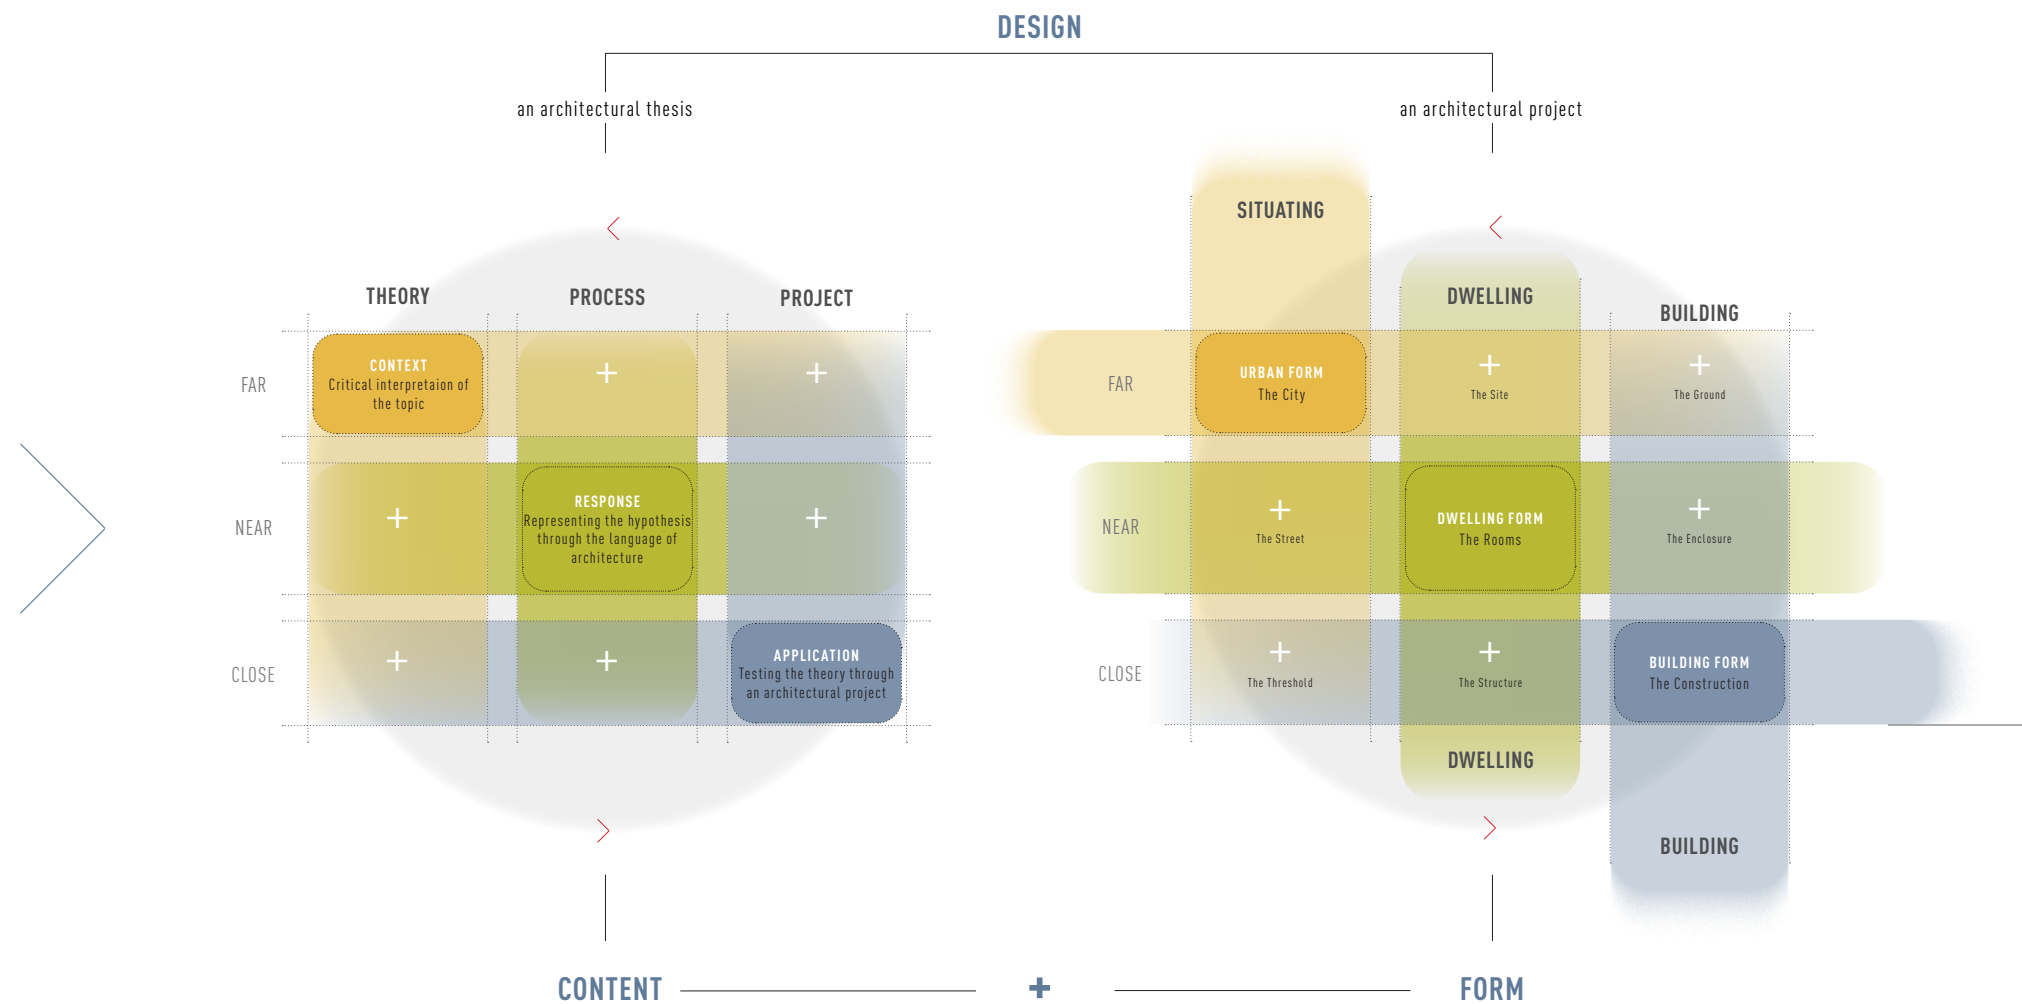 DESIGN
an architectural thesis
an architectural project
THEORY
PROCESS
PROJECT
FAR
CONTEXT
Critical interpretaion of
the topic
+
+
NEAR
+
RESPONSE
Representing the hypothesis
through the language of
architecture
+
CLOSE
+
+
APPLICATION
Testing the theory through
an architectural project
SITUATING
DWELLING
BUILDING
FAR
URBAN FORM
The City
+
The Site
+
The Ground
NEAR
+
The Street
DWELLING FORM
The Rooms
+
The Enclosure
CLOSE
+
The Threshold
+
The Structure
BUILDING FORM
The Construction
DWELLING
BUILDING
CONTENT
+
FORM